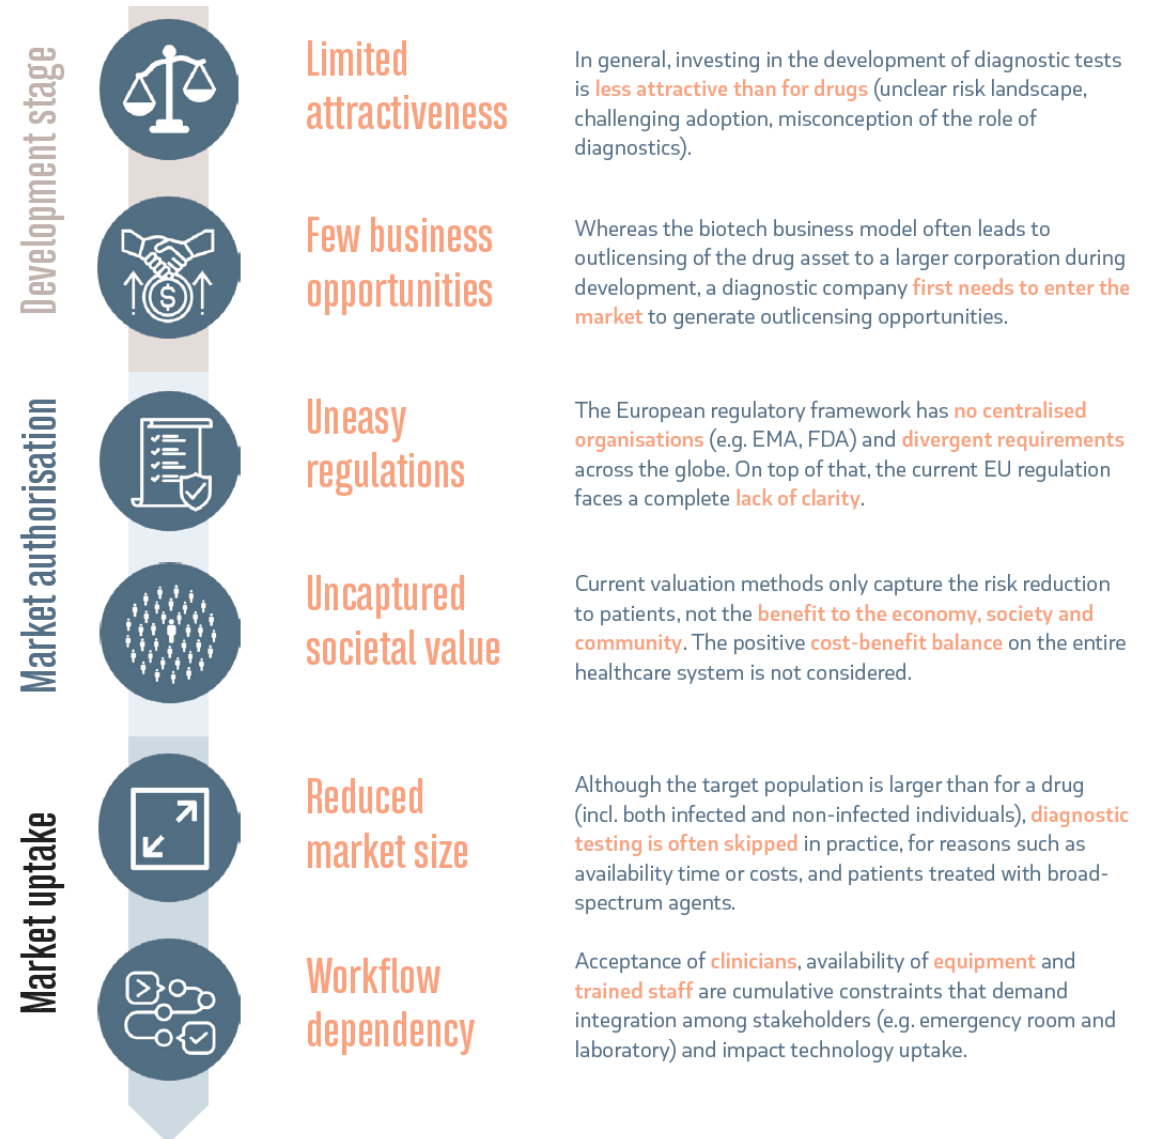 Development stage
Limited
attractiveness
In general, investing in the development of diagnostic tests
is less attractive than for drugs (unclear risk landscape,
challenging adoption, misconception of the role of
diagnostics).
Few business
opportunities
Whereas the biotech business model often leads to
outlicensing of the drug asset to a larger corporation during
development, a diagnostic company first needs to enter the
market to generate outlicensing opportunities.
$
Market authorisation
Uneasy
regulations
The European regulatory framework has no centralised
organisations (e.g. EMA, FDA) and divergent requirements
across the globe. On top of that, the current EU regulation
faces a complete lack of clarity.
Uncaptured
societal value
Current valuation methods only capture the risk reduction
to patients, not the benefit to the economy, society and
community. The positive cost-benefit balance on the entire
healthcare system is not considered.
Market uptake
Reduced
market size
Although the target population is larger than for a drug
(incl. both infected and non-infected individuals), diagnostic
testing is often skipped in practice, for reasons such as
availability time or costs, and patients treated with broad-
spectrum agents.
Workflow
dependency
Acceptance of clinicians, availability of equipment and
trained staff are cumulative constraints that demand
integration among stakeholders (e.g. emergency room and
laboratory) and impact technology uptake.